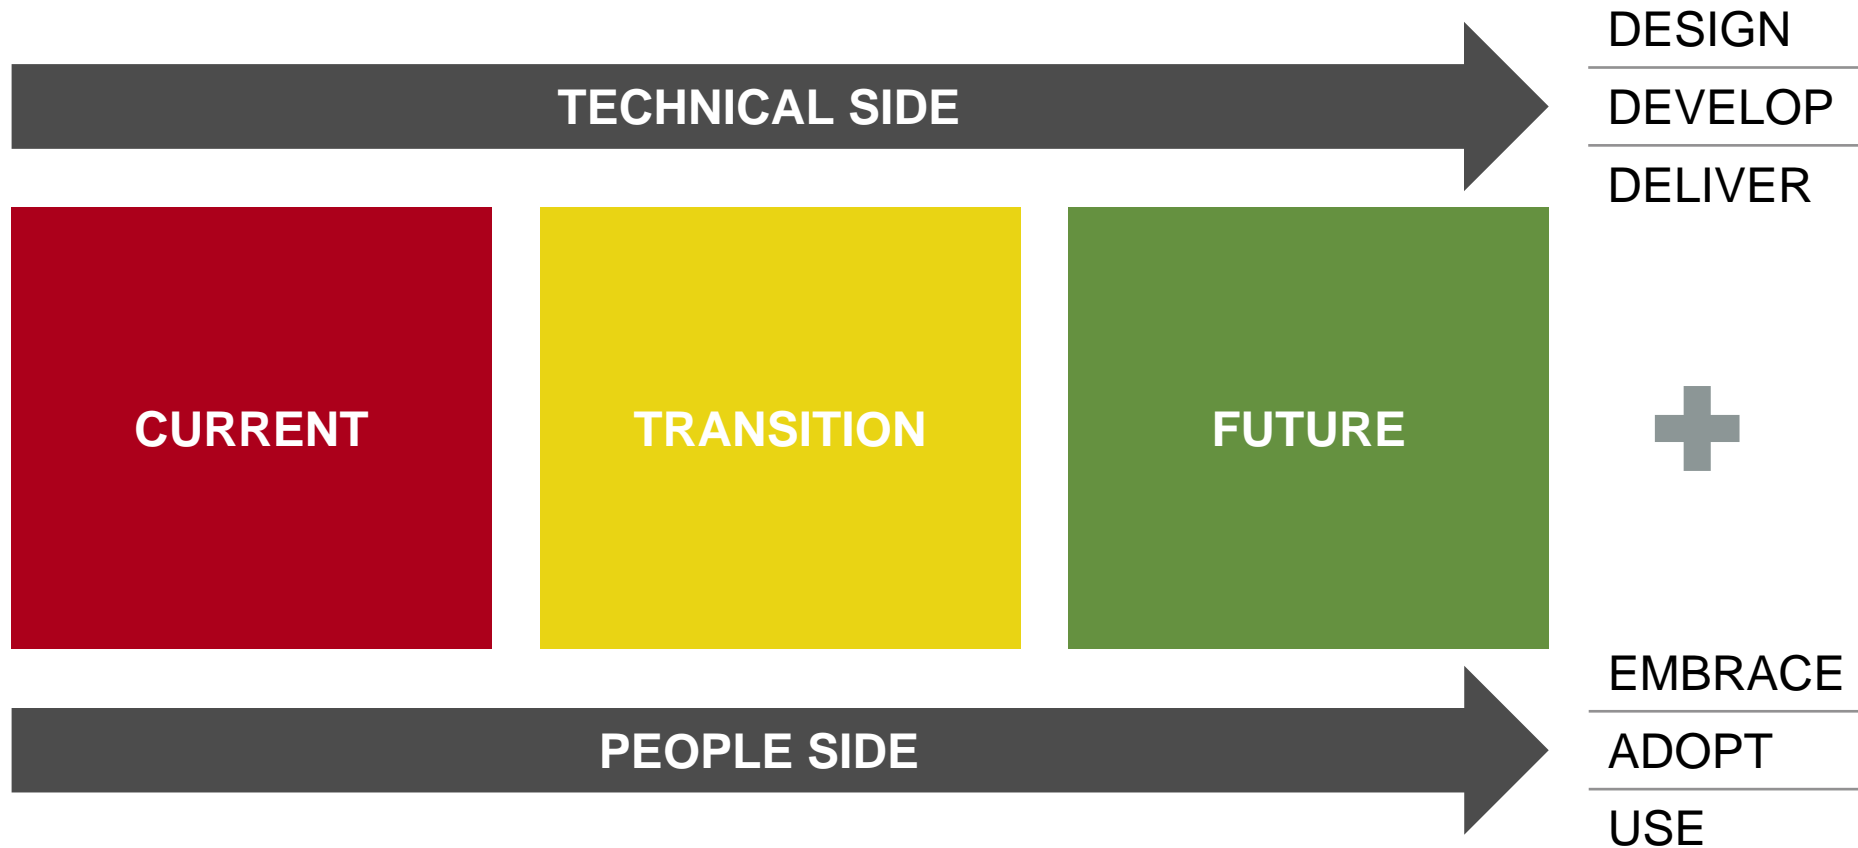 DESIGN
TECHNICAL SIDE
DEVELOP
DELIVER
CURRENT
TRANSITION
FUTURE
EMBRACE
PEOPLE SIDE
ADOPT
USE